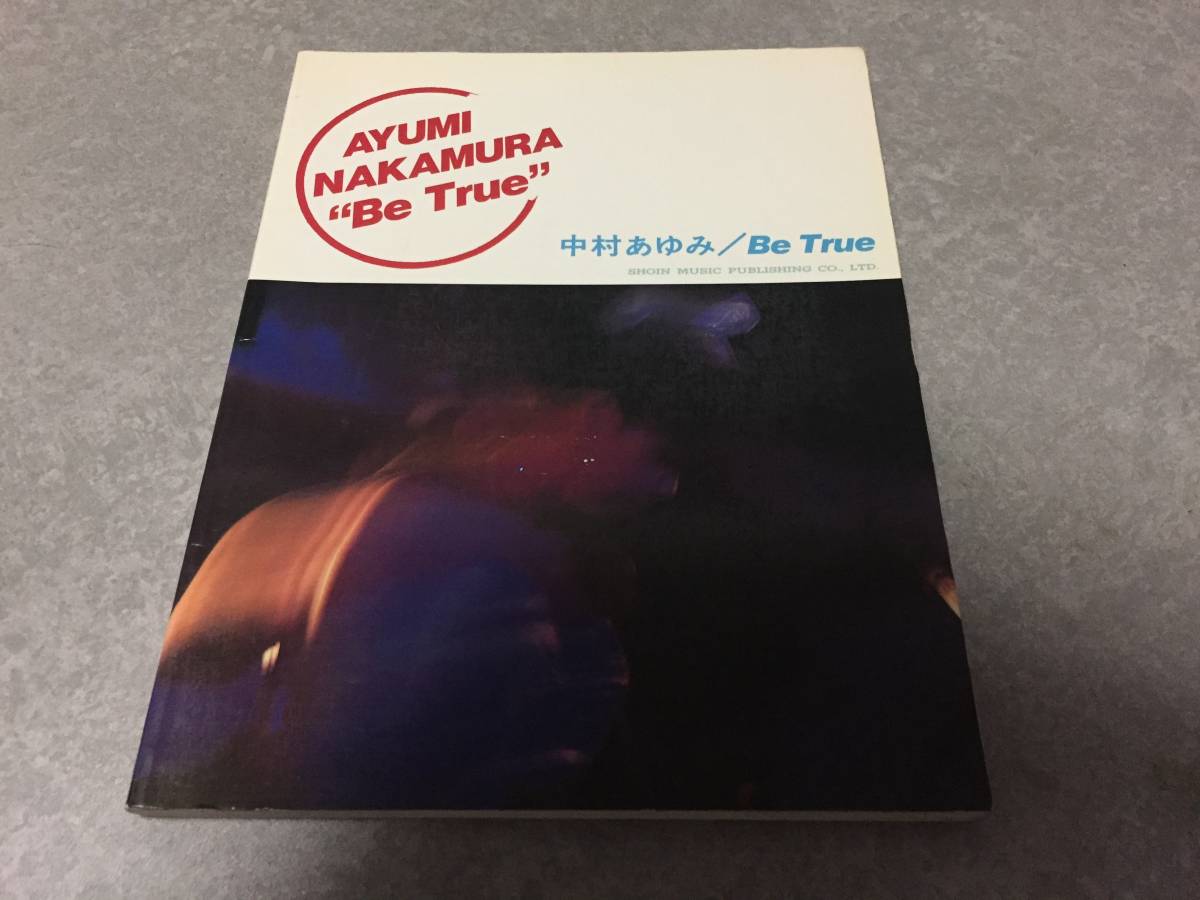 AYUMI
NAKAMURA
“Be True”
中村あゆみ／Be True
SHOIN MUSIC PUBLISHING CO., LTD.